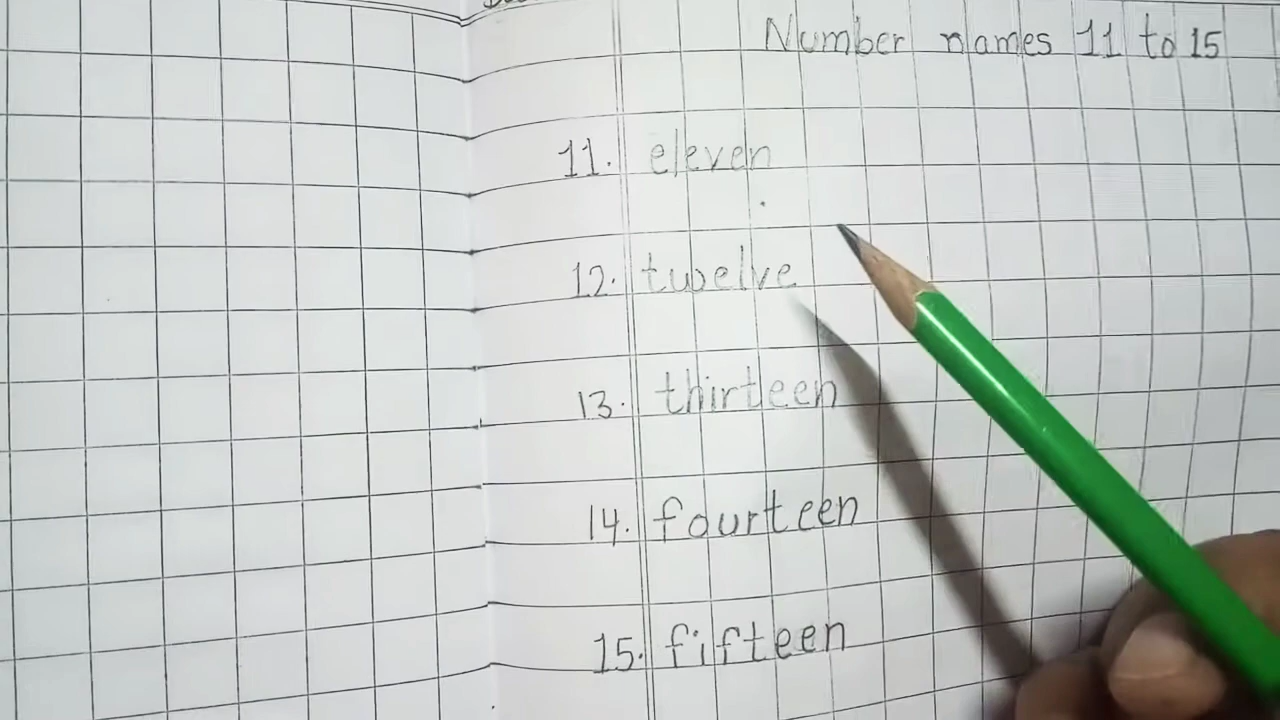 Number names 11 to 15
11. eleven
12. twelve
13. thirteen
14. fourteen
15. fifteen